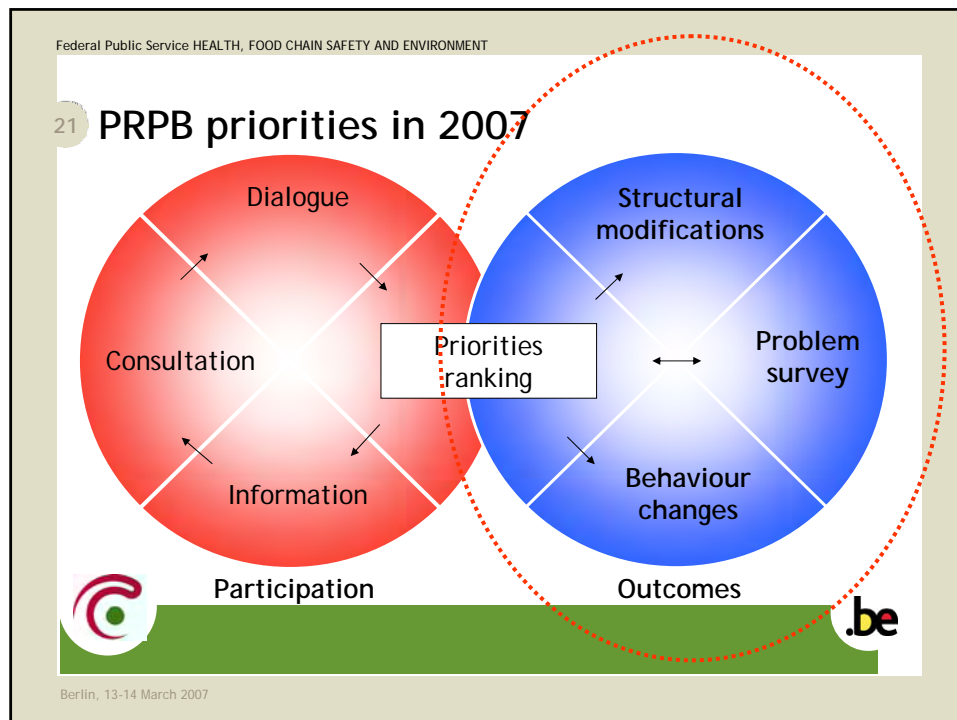 Federal Public Service HEALTH, FOOD CHAIN SAFETY AND ENVIRONMENT
21
PRPB priorities in 2007
Dialogue
Consultation
Information
Priorities
ranking
Structural
modifications
Problem
survey
Behaviour
changes
Participation
Outcomes
.be
Berlin, 13-14 March 2007